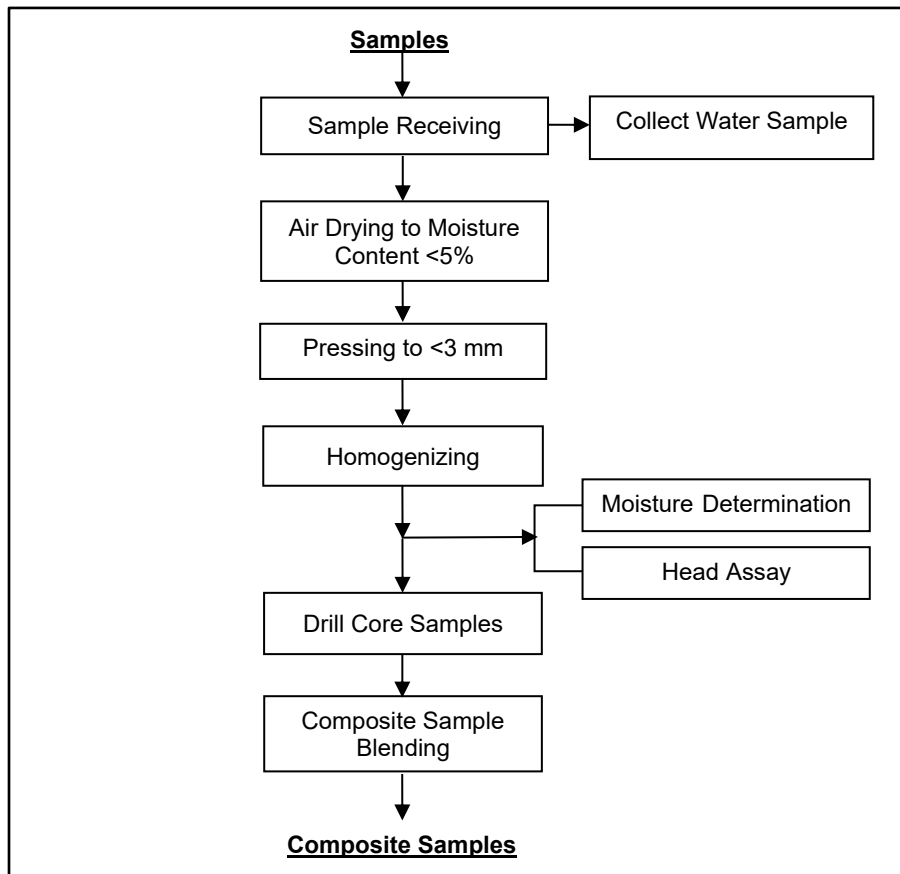 Samples
Sample Receiving
Collect Water Sample
Air Drying to Moisture
Content <5%
Pressing to <3 mm
Homogenizing
Moisture Determination
Head Assay
Drill Core Samples
Composite Sample
Blending
Composite Samples